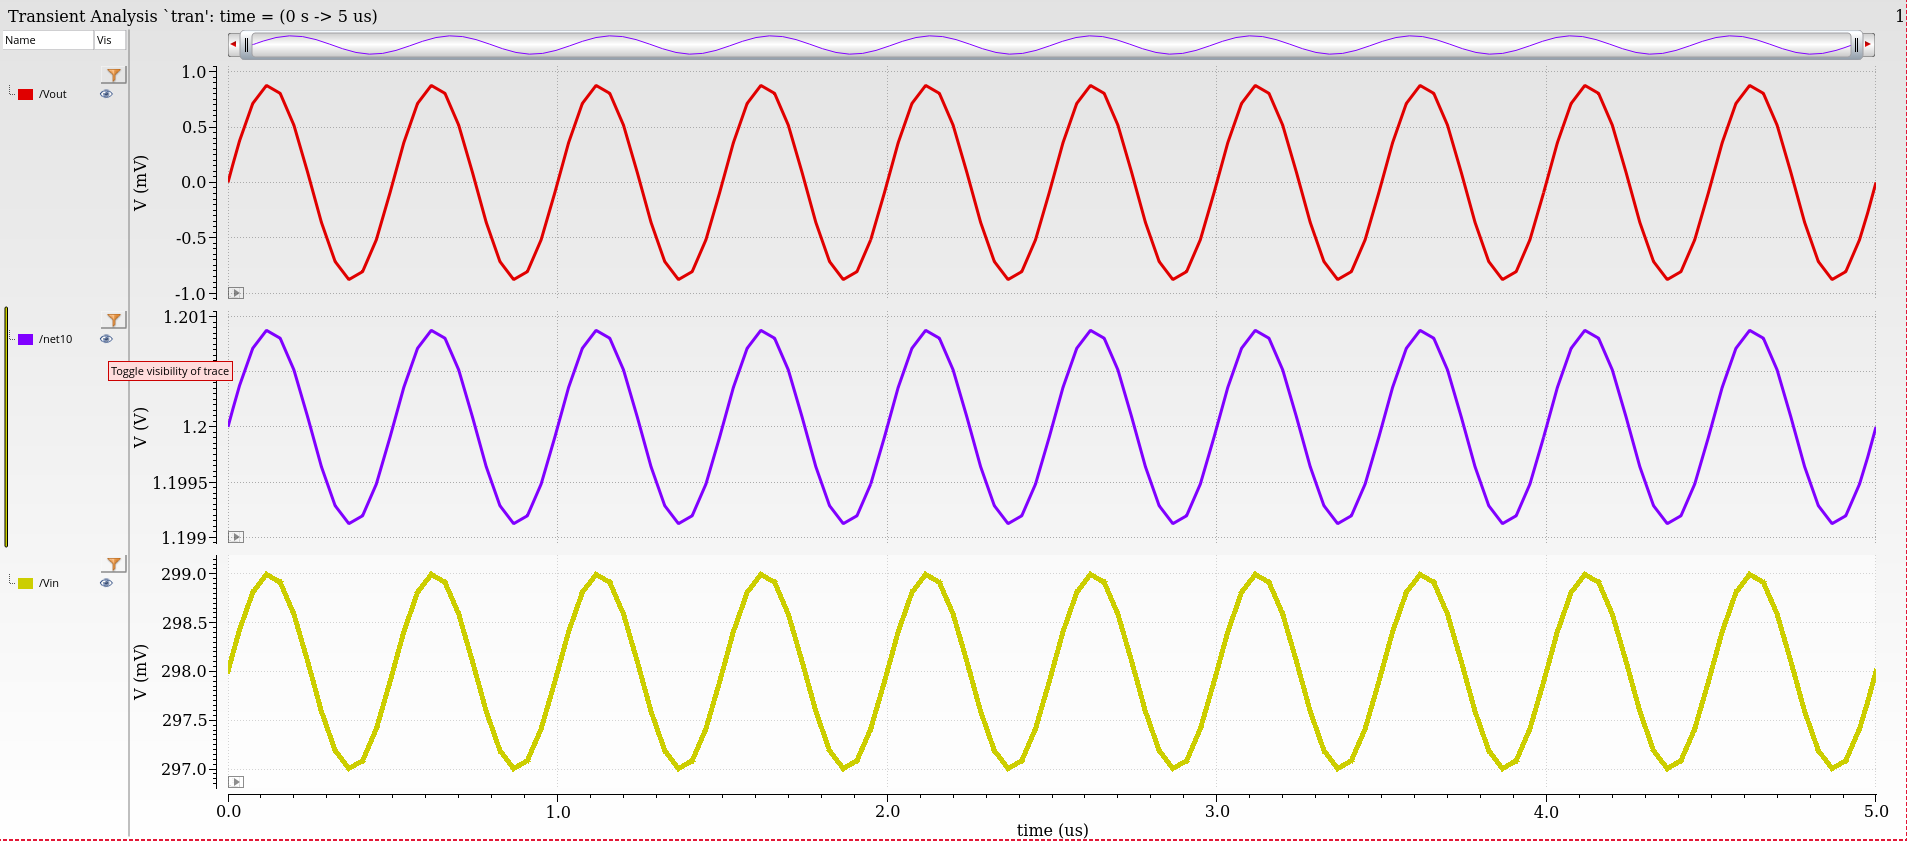 Transient Analysis `tran': time = (0 s -> 5 us)
1
Name Vis
/Vout
1.0
0.5
0.0
-0.5
-1.0
V (mV)
/net10
Toggle visibility of trace
1.201
1.2
1.1995
1.199
V (V)
/Vin
299.0
298.5
298.0
297.5
297.0
V (mV)
0.0 1.0 2.0 3.0 4.0 5.0
time (us)